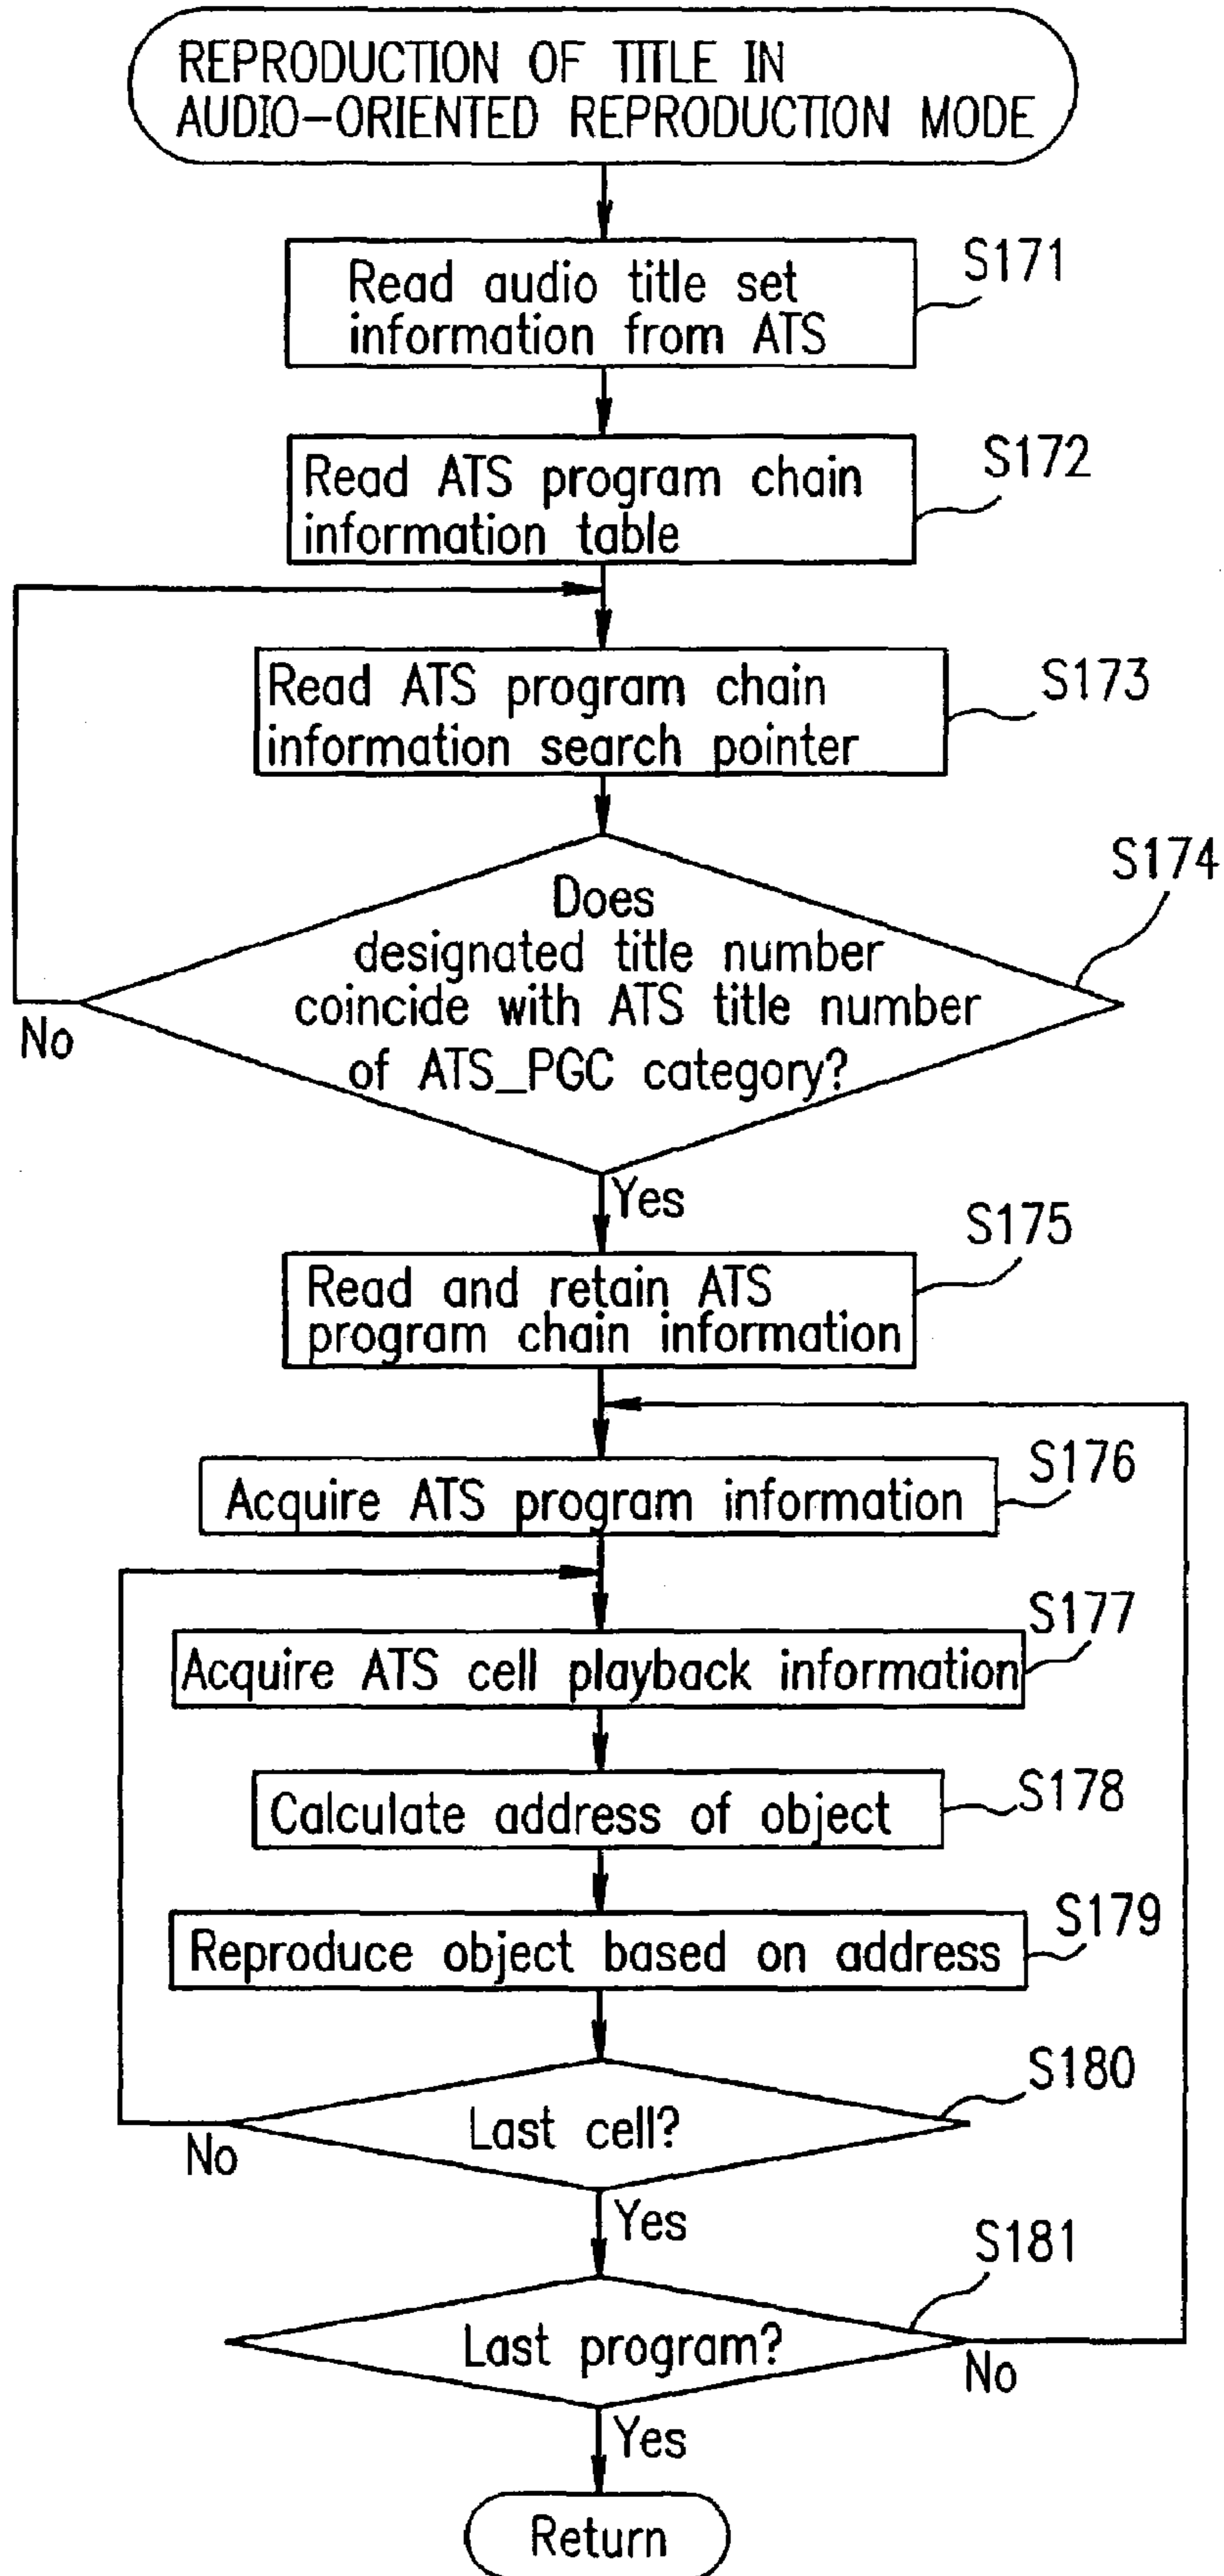 REPRODUCTION OF TITLE IN
AUDIO-ORIENTED REPRODUCTION MODE
Read audio title set
information from ATS
S171
Read ATS program chain
information table
S172
Read ATS program chain
information search pointer
S173
Does
designated title number
coincide with ATS title number
of ATS_PGC category?
S174
No
Yes
Read and retain ATS
program chain information
S175
Acquire ATS program information
S176
Acquire ATS cell playback information
S177
Calculate address of object
S178
Reproduce object based on address
S179
Last cell?
S180
No
Yes
Last program?
S181
No
Yes
Return